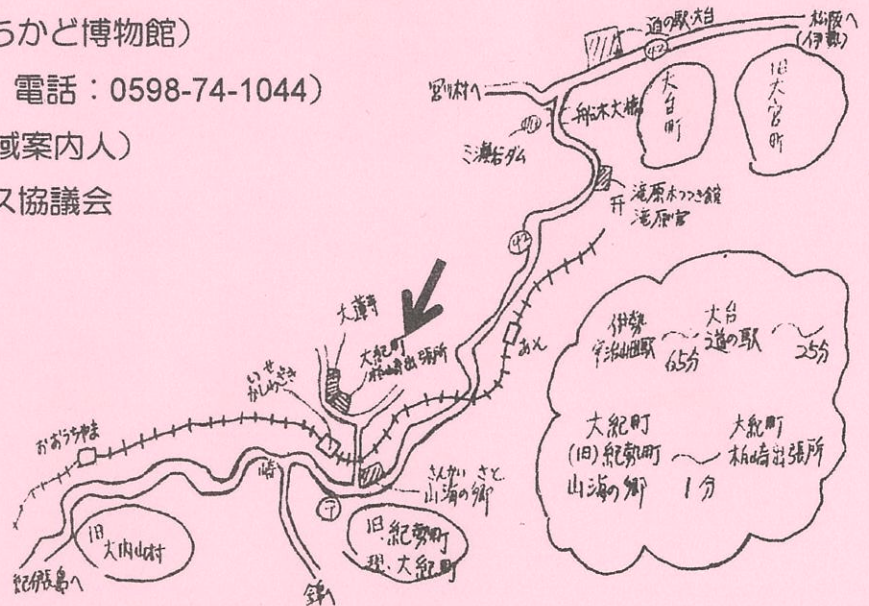 ちかど博物館)
電話:0598-74-1044)
域案内人)
ス協議会
道の駅・大台
松阪へ
(伊勢)
42
宮川村へ
船木大橋
三瀬谷ダム
大台町
旧大宮町
滝原木つつき館
滝原宮
42
大蓮寺
大紀町
柏崎出張所
いせ
かしわざき
あそ
おおうちやま
崎
さんかい さと
山海の郷
旧大内山村
旧.紀勢町
現.大紀町
紀伊長島へ
錦へ
伊勢
宇治山田駅 〜 65分
大台
道の駅 〜 25分
大紀町
(旧)紀勢町
山海の郷 〜 1分
大紀町
柏崎出張所